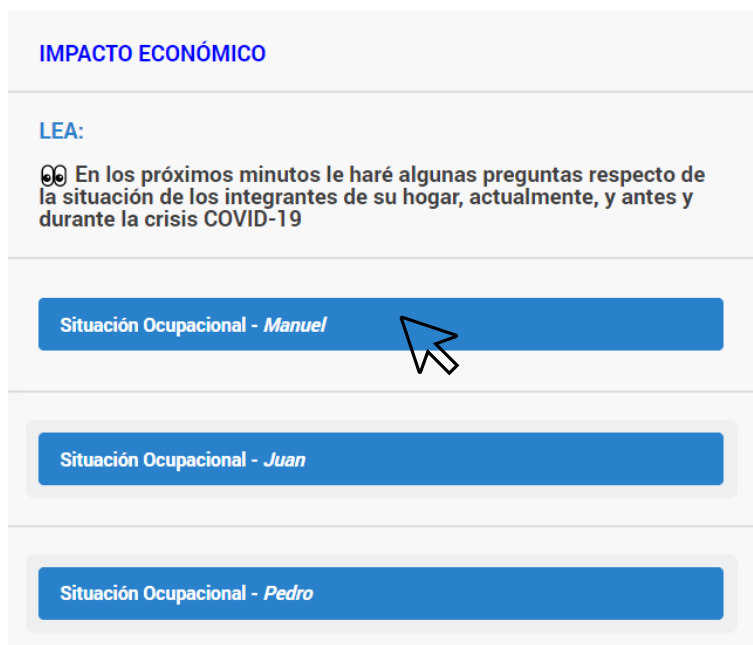 IMPACTO ECONÓMICO
LEA:
En los próximos minutos le haré algunas preguntas respecto de
la situación de los integrantes de su hogar, actualmente, y antes y
durante la crisis COVID-19
Situación Ocupacional - Manuel
Situación Ocupacional - Juan
Situación Ocupacional - Pedro